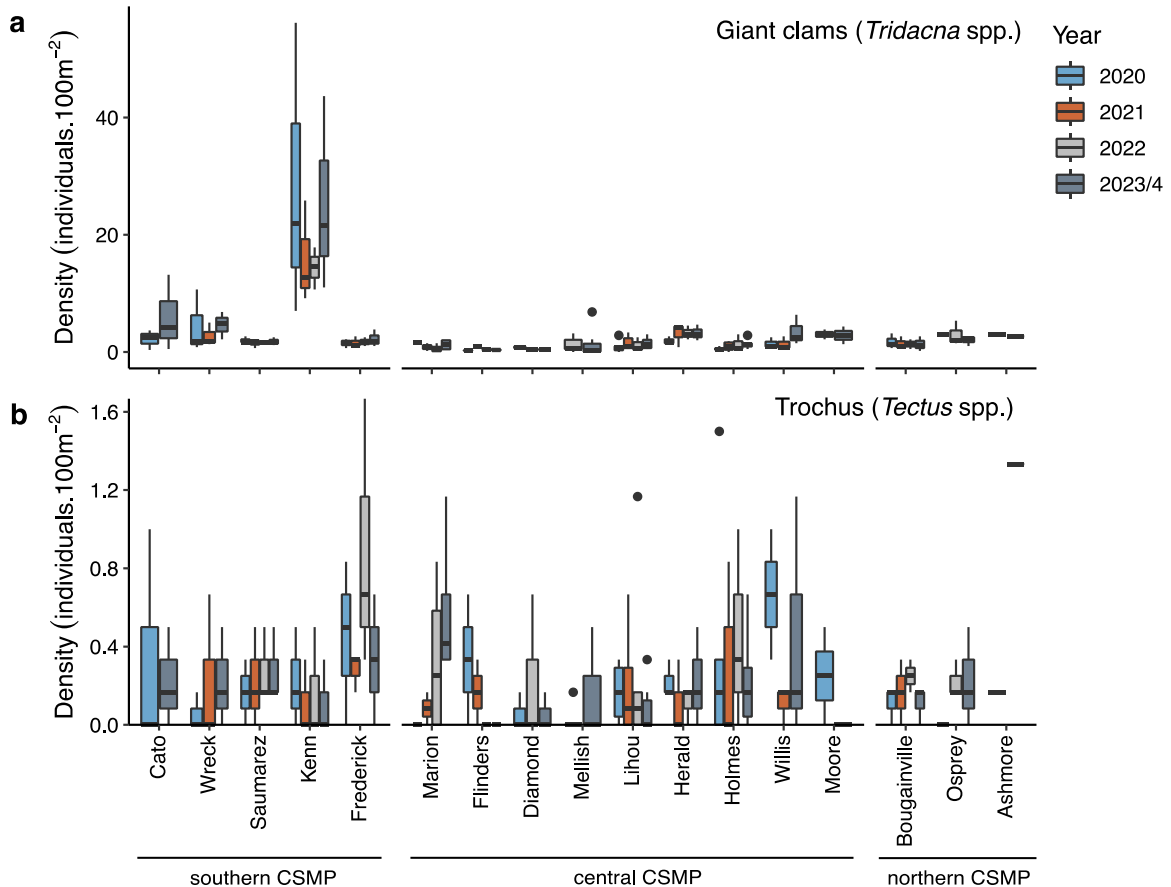 a
Giant clams (Tridacna spp.)
Year
2020
2021
2022
2023/4
Density (individuals.100m-2)
40
20
0
b
Trochus (Tectus spp.)
Density (individuals.100m-2)
1.6
1.2
0.8
0.4
0.0
Cato
Wreck
Saumarez
Kenn
Frederick
Marion
Flinders
Diamond
Mellish
Lihou
Herald
Holmes
Willis
Moore
Bougainville
Osprey
Ashmore
southern CSMP
central CSMP
northern CSMP